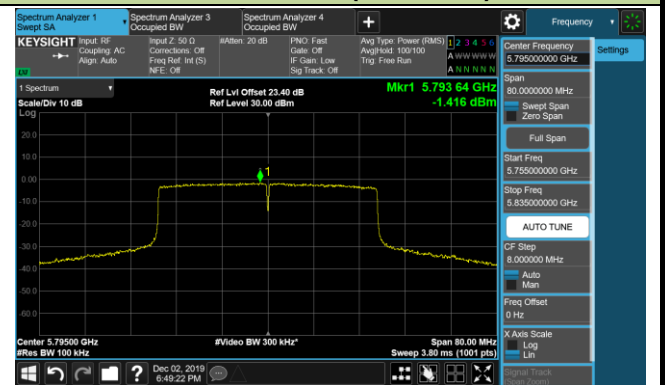 Spectrum Analyzer 1
Swept SA
Spectrum Analyzer 3
Occupied BW
Spectrum Analyzer 4
Occupied BW
+
Frequency
KEYSIGHT
Input: RF
Coupling: AC
Align: Auto
Input Z: 50 Ω
Corrections: Off
Freq Ref: Int (S)
NFE: Off
#Atten: 20 dB
PNO: Fast
Gate: Off
IF Gain: Low
Sig Track: Off
Avg Type: Power (RMS)
Avg|Hold: 100/100
Trig: Free Run
1 2 3 4 5 6
A W W W W W
A N N N N N
LXI
1 Spectrum
Scale/Div 10 dB
Log
Ref Lvl Offset 23.40 dB
Ref Level 30.00 dBm
Mkr1 5.793 64 GHz
-1.416 dBm
20.0
10.0
0.00
-10.0
-20.0
-30.0
-40.0
-50.0
-60.0
1
Center 5.79500 GHz
#Res BW 100 kHz
#Video BW 300 kHz*
Span 80.00 MHz
Sweep 3.80 ms (1001 pts)
Center Frequency
5.795000000 GHz
Settings
Span
80.0000000 MHz
Swept Span
Zero Span
Full Span
Start Freq
5.755000000 GHz
Stop Freq
5.835000000 GHz
AUTO TUNE
CF Step
8.000000 MHz
Auto
Man
Freq Offset
0 Hz
X Axis Scale
Log
Lin
Signal Track
(Span Zoom)
?
Dec 02, 2019
6:49:22 PM